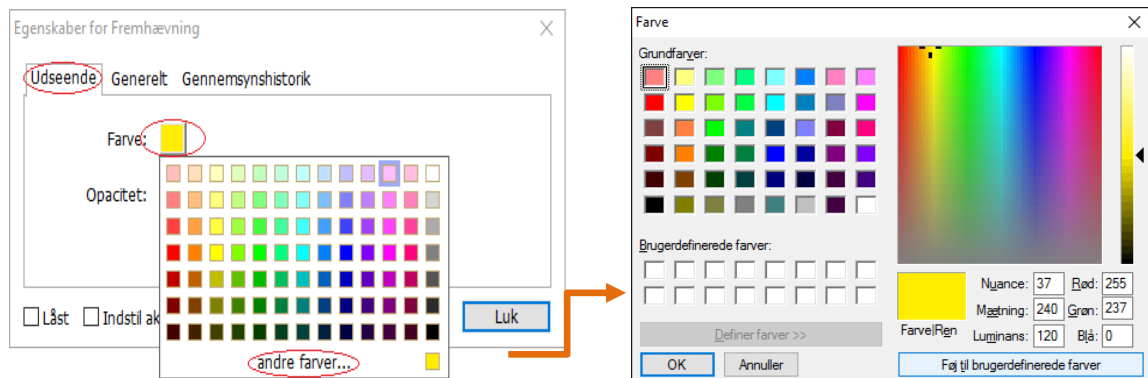 Egenskaber for Fremhævning
Udseende Generelt Gennemsynshistorik
Farve:
Opacitet:
Låst Indstil ak
Luk
andre farver...
Farve
Grundfarver:
Brugerdefinerede farver:
Definer farver >>
OK Annuller
Farve|Ren
Nuance: 37 Rød: 255
Mætning: 240 Grøn: 237
Luminans: 120 Blå: 0
Føj til brugerdefinerede farver